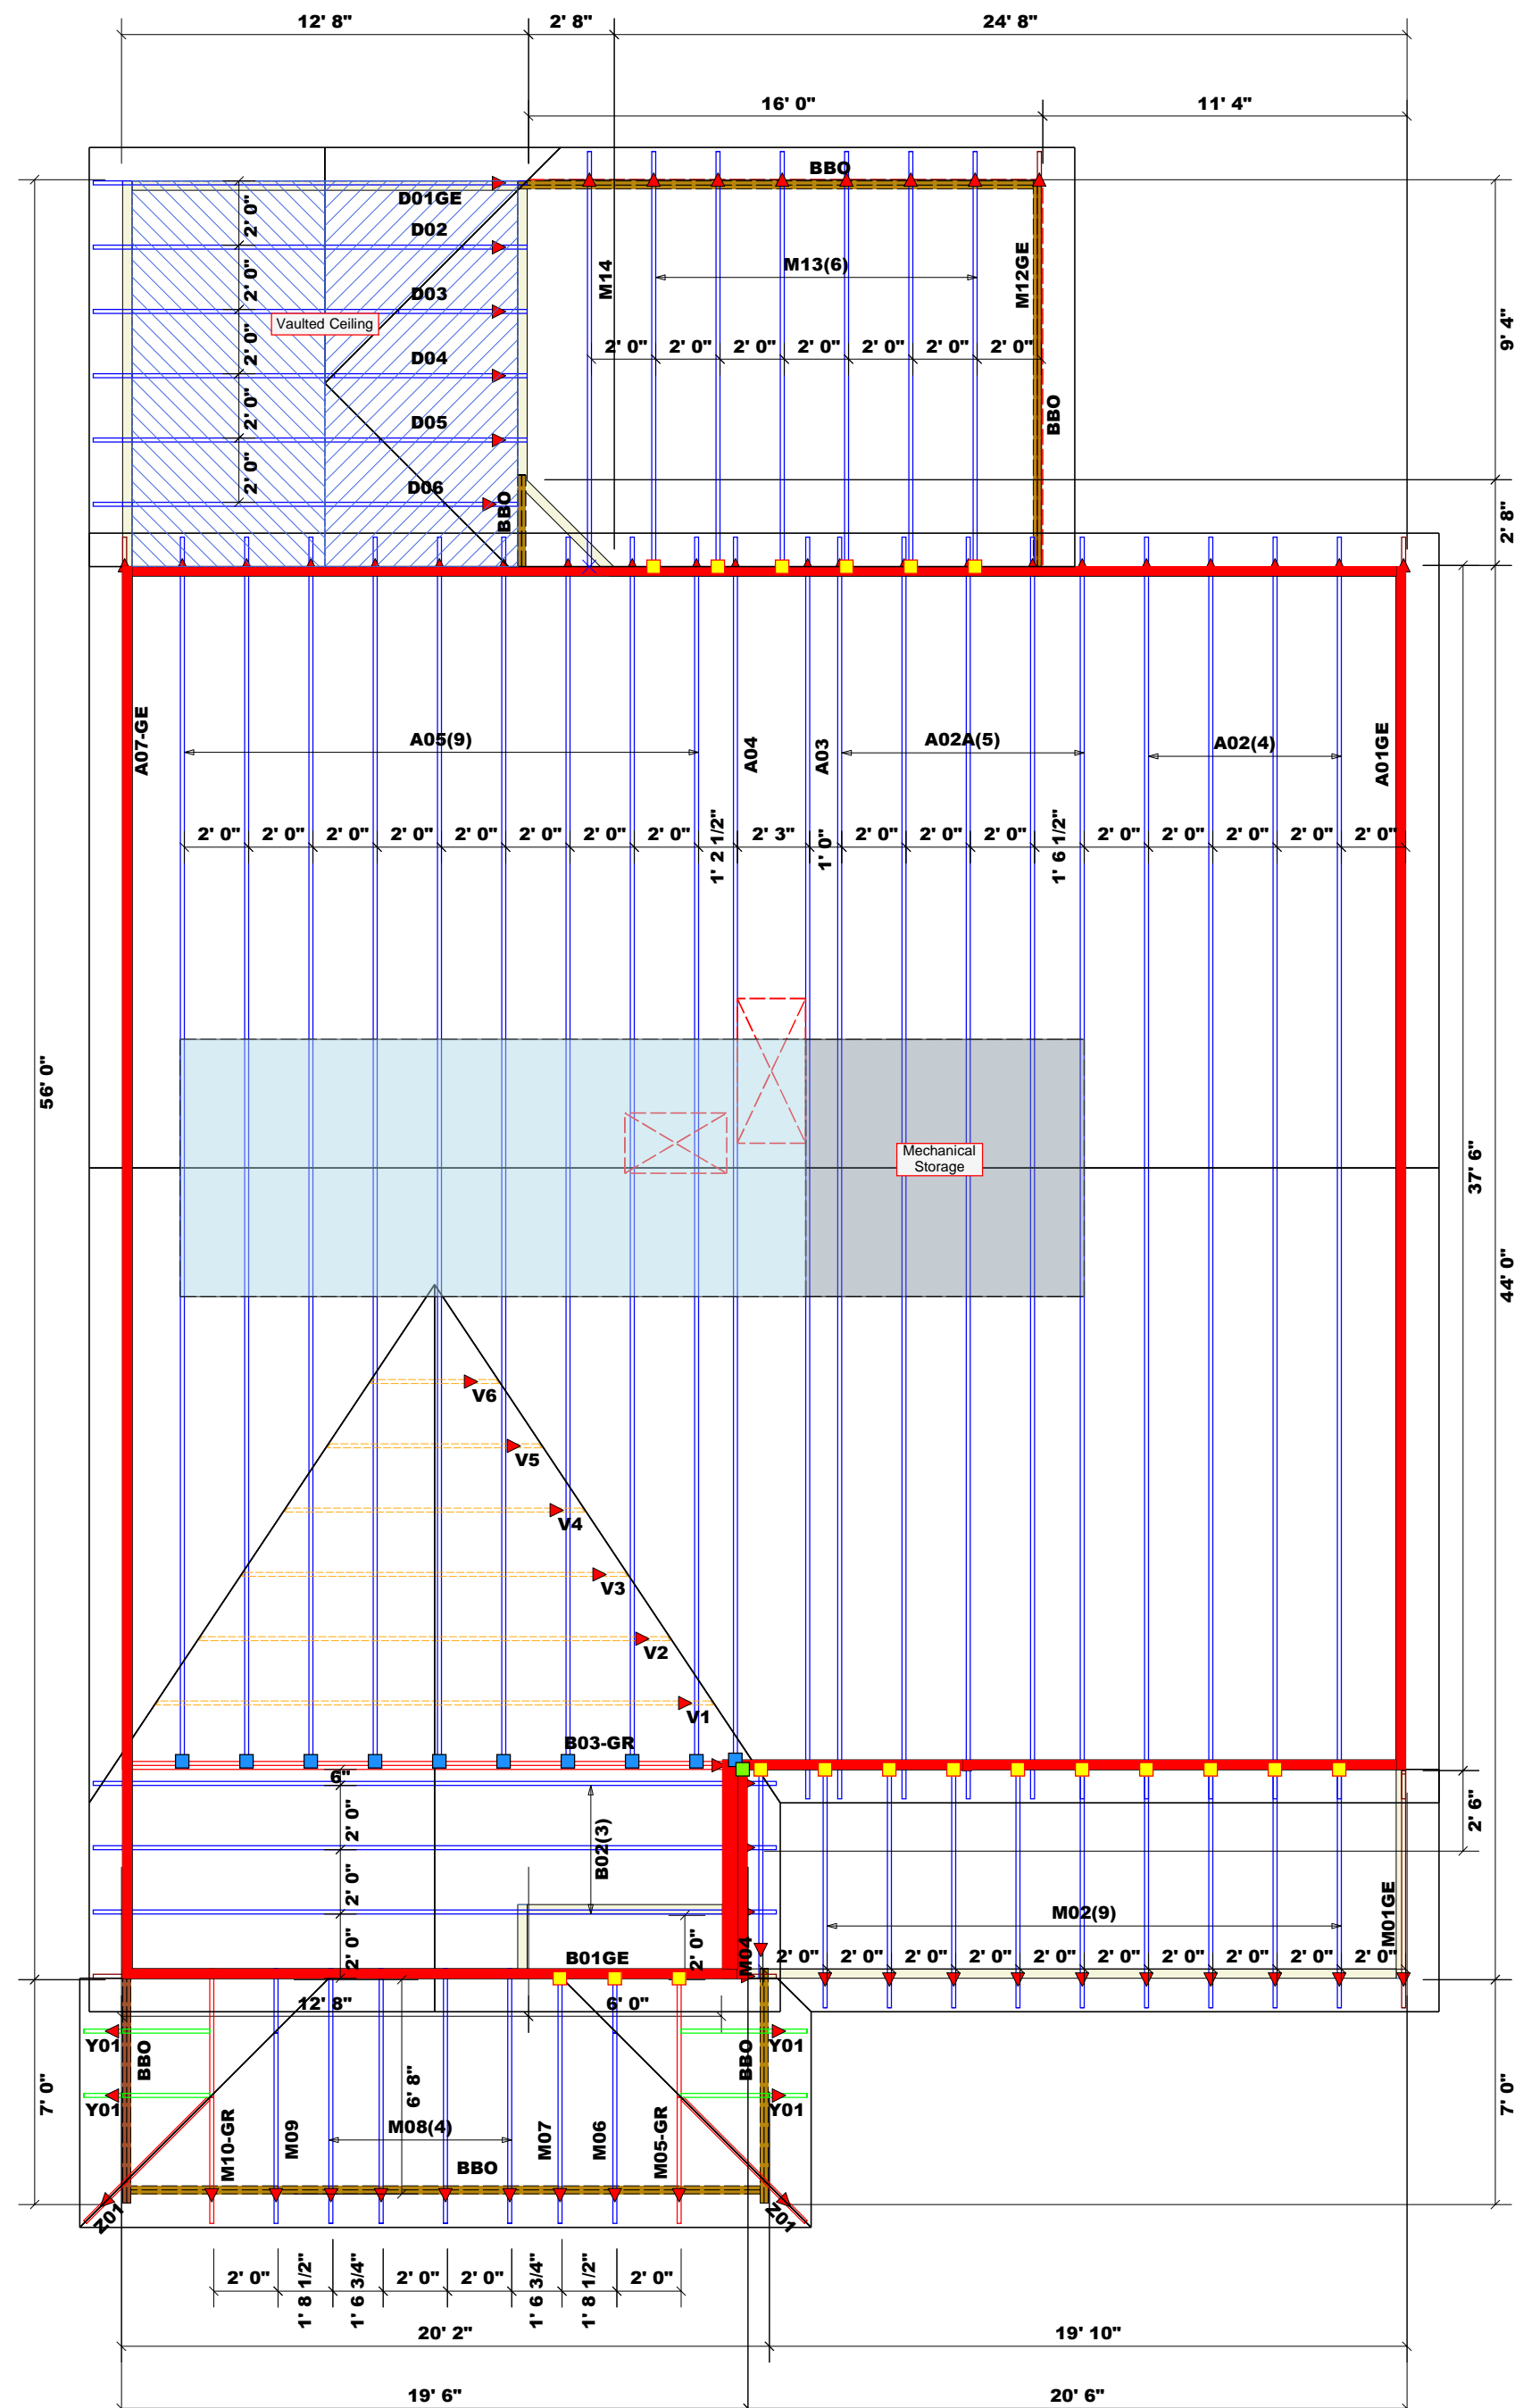 12' 8"
2' 8"
24' 8"
16' 0"
11' 4"
BBO
D01GE
D02
D03
D04
D05
D06
2' 0"
2' 0"
2' 0"
2' 0"
2' 0"
Vaulted Ceiling
BBO
M14
M13(6)
M12GE
BBO
2' 0"
2' 0"
2' 0"
2' 0"
2' 0"
2' 0"
2' 0"
9' 4"
2' 8"
A07-GE
A05(9)
A04
A03
A02A(5)
A02(4)
A01GE
2' 0"
2' 0"
2' 0"
2' 0"
2' 0"
2' 0"
2' 0"
2' 0"
1' 2 1/2"
2' 3"
1' 0"
2' 0"
2' 0"
2' 0"
1' 6 1/2"
2' 0"
2' 0"
2' 0"
2' 0"
2' 0"
56' 0"
Mechanical
Storage
37' 6"
44' 0"
V6
V5
V4
V3
V2
V1
B03-GR
6"
2' 0"
2' 0"
2' 0"
B02(3)
2' 0"
B01GE
M04
2' 6"
M02(9)
M01GE
2' 0"
2' 0"
2' 0"
2' 0"
2' 0"
2' 0"
2' 0"
2' 0"
2' 0"
2' 0"
12' 8"
6' 0"
Y01
Y01
BBO
BBO
Y01
Y01
7' 0"
7' 0"
6' 8"
M10-GR
M09
M08(4)
BBO
M07
M06
M05-GR
Z01
Z01
2' 0"
1' 8 1/2"
1' 6 3/4"
2' 0"
2' 0"
1' 6 3/4"
1' 8 1/2"
2' 0"
20' 2"
19' 10"
19' 6"
20' 6"